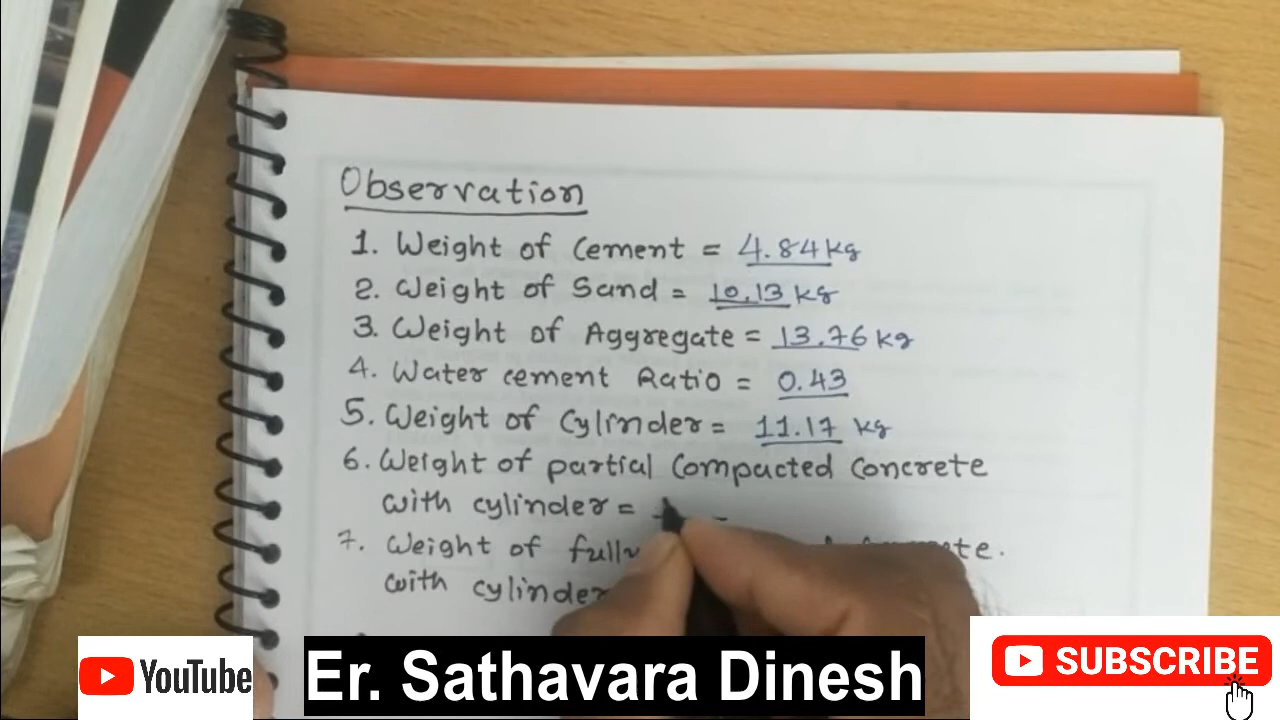 Observation
1. Weight of Cement = 4.84 kg
2. Weight of Sand = 10.13 kg
3. Weight of Aggregate = 13.76 kg
4. Water cement Ratio = 0.43
5. Weight of Cylinder = 11.17 kg
6. Weight of partial Compacted Concrete
with cylinder =
7. Weight of fully
with cylinder
YouTube
Er. Sathavara Dinesh
SUBSCRIBE